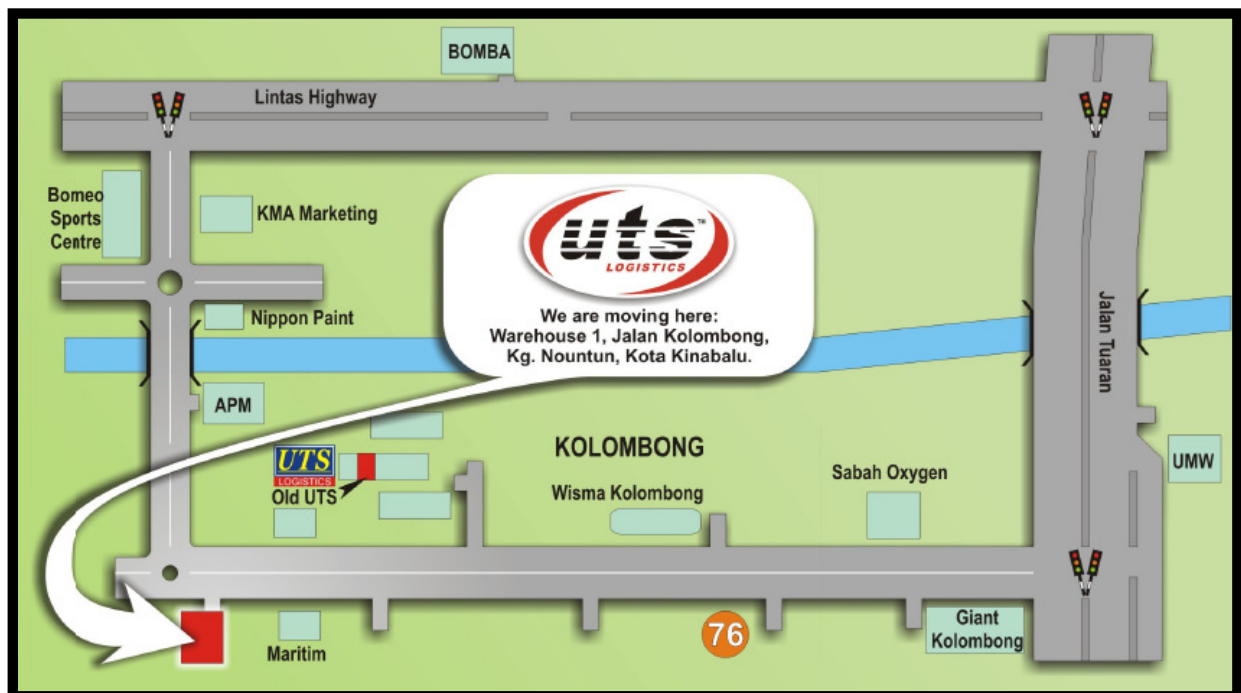 BOMBA
Lintas Highway
Borneo
Sports
Centre
KMA Marketing
uts™
LOGISTICS
We are moving here:
Warehouse 1, Jalan Kolombong,
Kg. Nountun, Kota Kinabalu.
Nippon Paint
Jalan Tuaran
APM
KOLOMBONG
UTS
LOGISTICS
Old UTS
Wisma Kolombong
Sabah Oxygen
UMW
Maritim
76
Giant
Kolombong